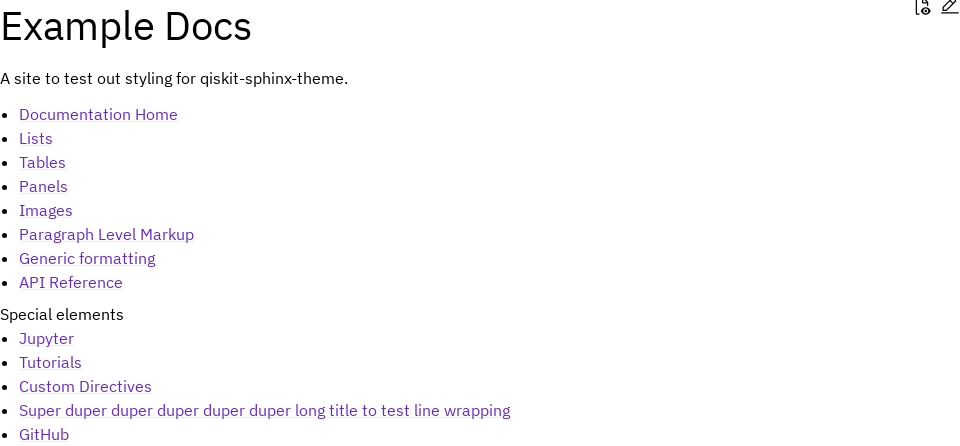 Example Docs
A site to test out styling for qiskit-sphinx-theme.
Documentation Home
Lists
Tables
Panels
Images
Paragraph Level Markup
Generic formatting
API Reference
Special elements
Jupyter
Tutorials
Custom Directives
Super duper duper duper duper duper long title to test line wrapping
GitHub